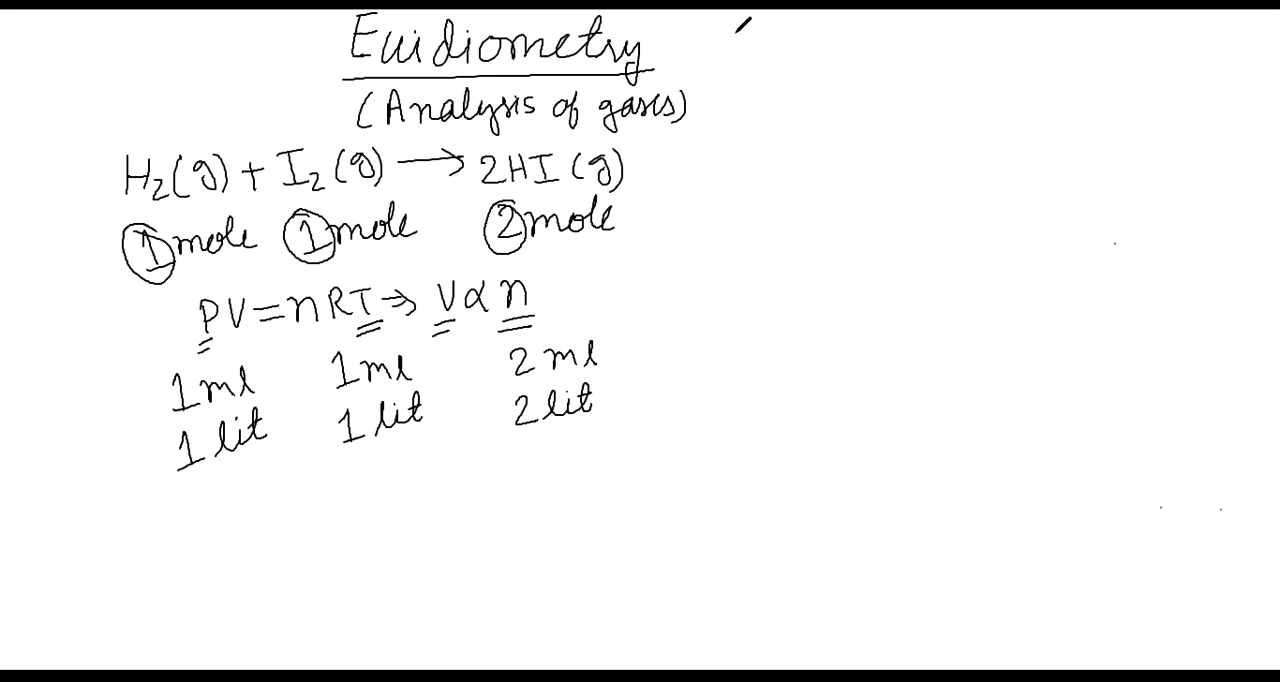 Euidiometry
(Analysis of gases)
H₂(g) + I₂(g) → 2HI(g)
1 mole 1 mole 2 mole
PV = nRT ⇒ V ∝ n
1 ml 1 ml 2 ml
1 lit 1 lit 2 lit